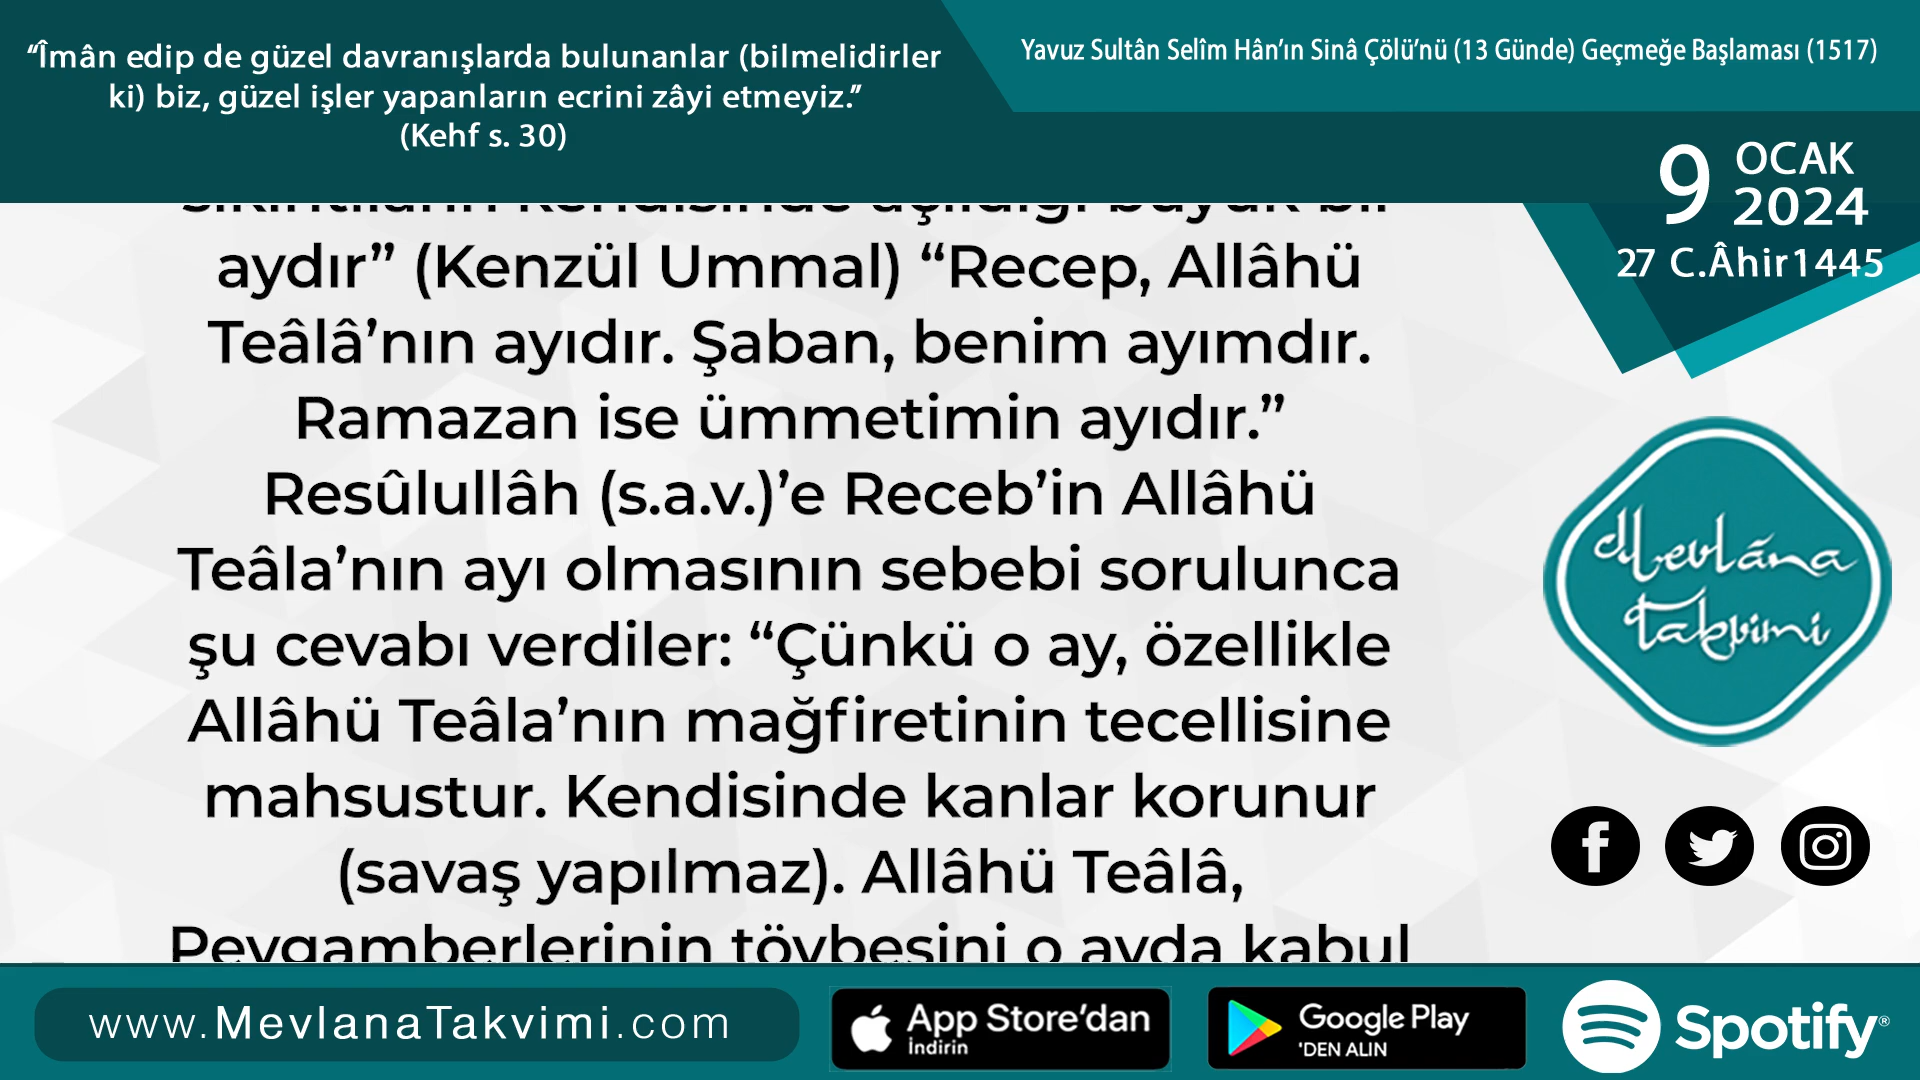 “Îmân edip de güzel davranışlarda bulunanlar (bilmelidirler
ki) biz, güzel işler yapanların ecrini zâyi etmeyiz.”
(Kehf s. 30)
Yavuz Sultân Selîm Hân’ın Sinâ Çölü’nü (13 Günde) Geçmeğe Başlaması (1517)
9 OCAK
2024
27 C.Âhir1445
aydır” (Kenzül Ummal) “Recep, Allâhü
Teâlâ’nın ayıdır. Şaban, benim ayımdır.
Ramazan ise ümmetimin ayıdır.”
Resûlullâh (s.a.v.)’e Receb’in Allâhü
Teâla’nın ayı olmasının sebebi sorulunca
şu cevabı verdiler: “Çünkü o ay, özellikle
Allâhü Teâla’nın mağfiretinin tecellisine
mahsustur. Kendisinde kanlar korunur
(savaş yapılmaz). Allâhü Teâlâ,
Peygamberlerinin tövbesini o ayda kabul
Mevlâna
Takvimi
www.MevlanaTakvimi.com
App Store’dan
İndirin
Google Play
'DEN ALIN
Spotify®